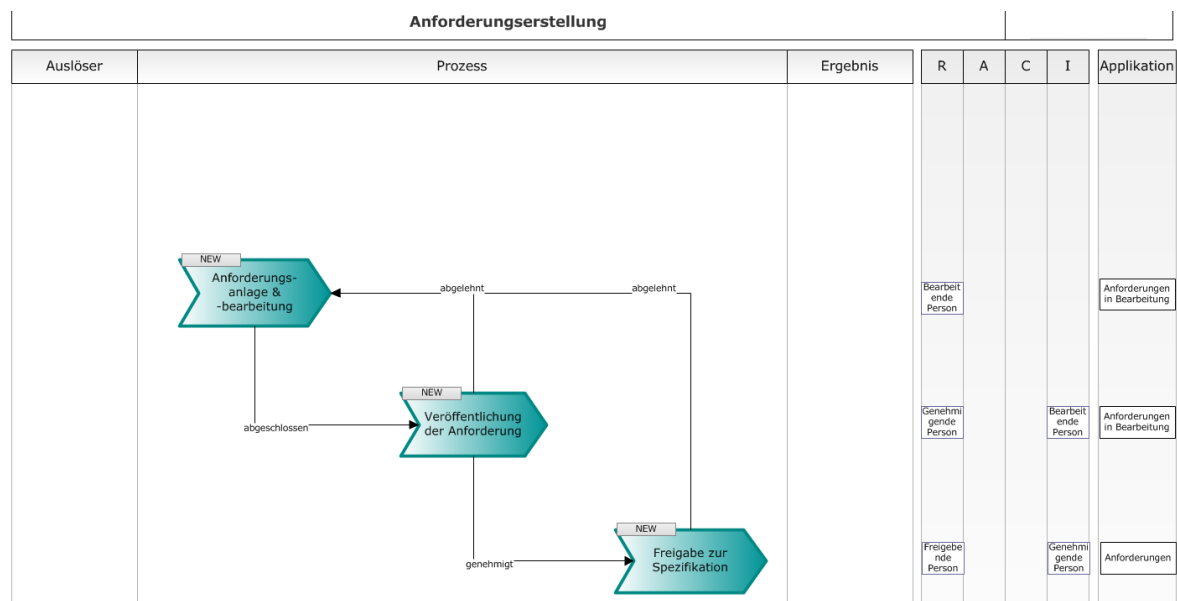 Anforderungserstellung
Auslöser Prozess Ergebnis R A C I Applikation
NEW
Anforderungs-
anlage &
-bearbeitung
abgelehnt
abgelehnt
Bearbeit
ende
Person
Anforderungen
in Bearbeitung
abgeschlossen
NEW
Veröffentlichung
der Anforderung
Genehmi
gende
Person
Bearbeit
ende
Person
Anforderungen
in Bearbeitung
genehmigt
NEW
Freigabe zur
Spezifikation
Freigebe
nde
Person
Genehmi
gende
Person
Anforderungen